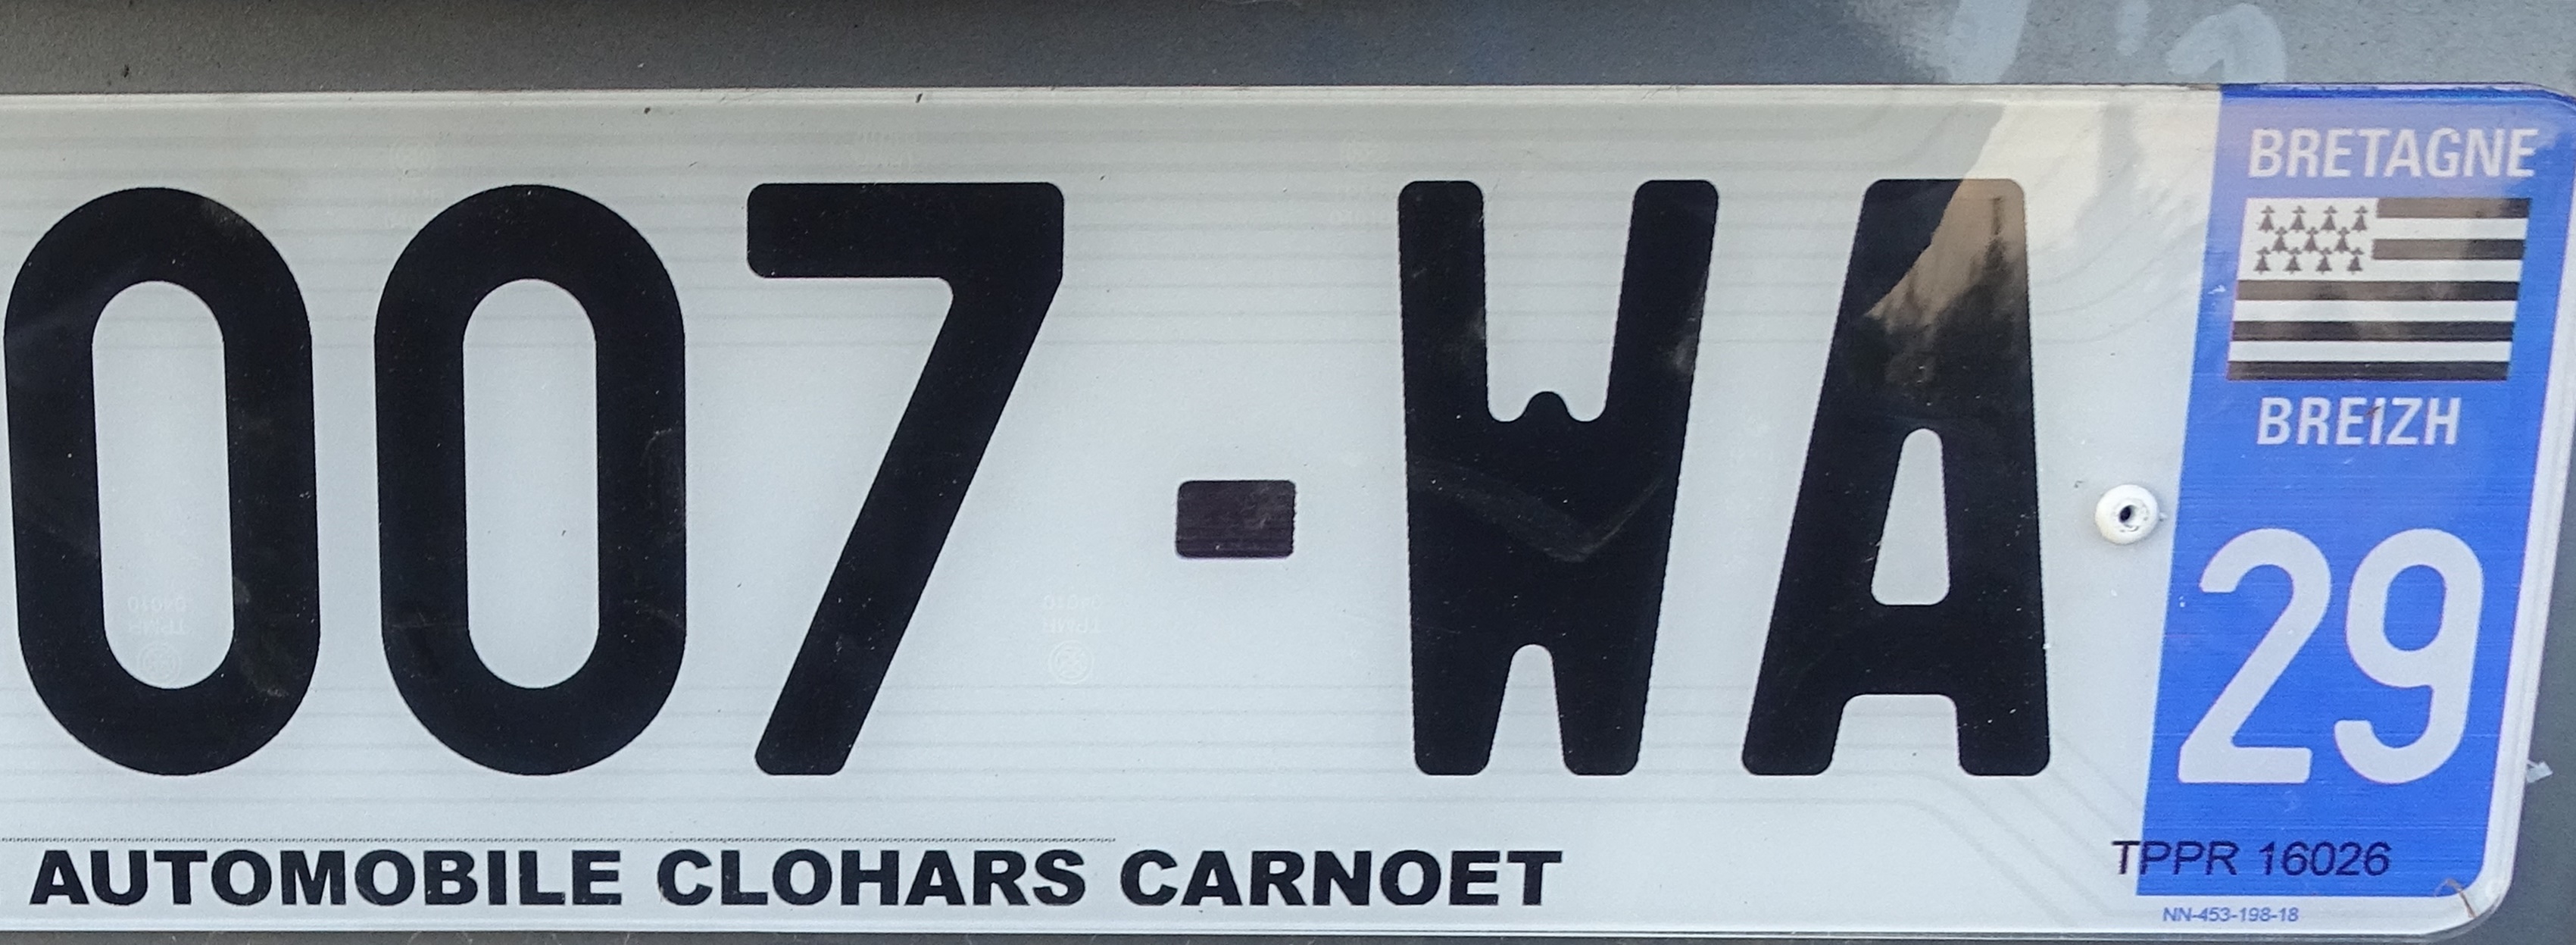 007-WA
BRETAGNE
BREIZH
29
AUTOMOBILE CLOHARS CARNOET
TPPR 16026
NN-453-198-18